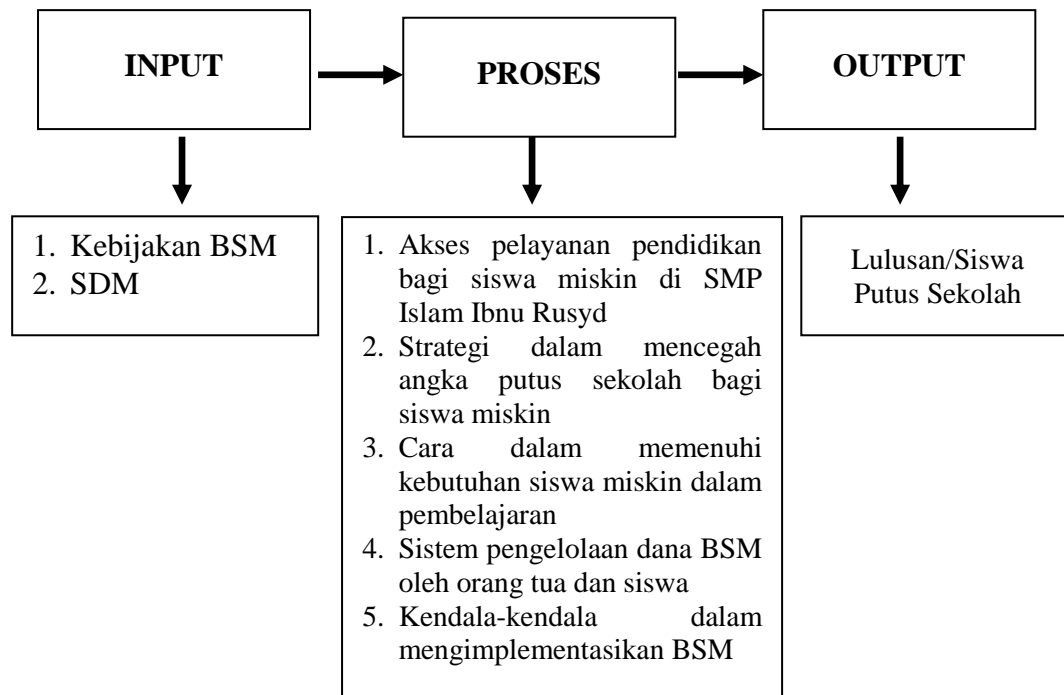 INPUT
PROSES
OUTPUT
1. Kebijakan BSM
2. SDM
1. Akses pelayanan pendidikan
bagi siswa miskin di SMP
Islam Ibnu Rusyd
2. Strategi dalam mencegah
angka putus sekolah bagi
siswa miskin
3. Cara dalam memenuhi
kebutuhan siswa miskin dalam
pembelajaran
4. Sistem pengelolaan dana BSM
oleh orang tua dan siswa
5. Kendala-kendala dalam
mengimplementasikan BSM
Lulusan/Siswa
Putus Sekolah